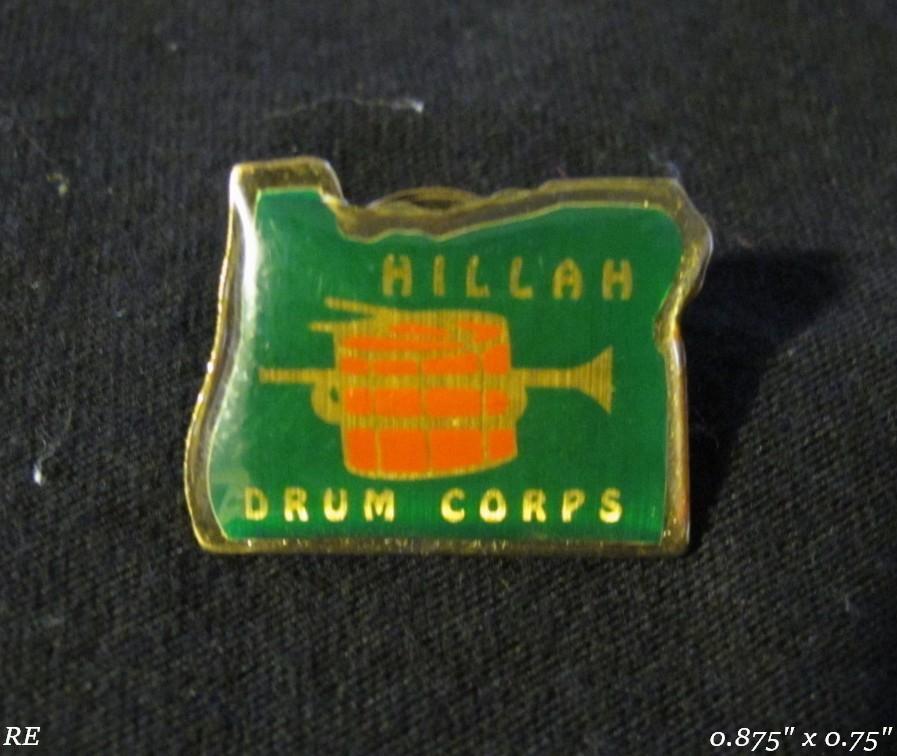 HILLAH
DRUM CORPS
RE
0.875" x 0.75"